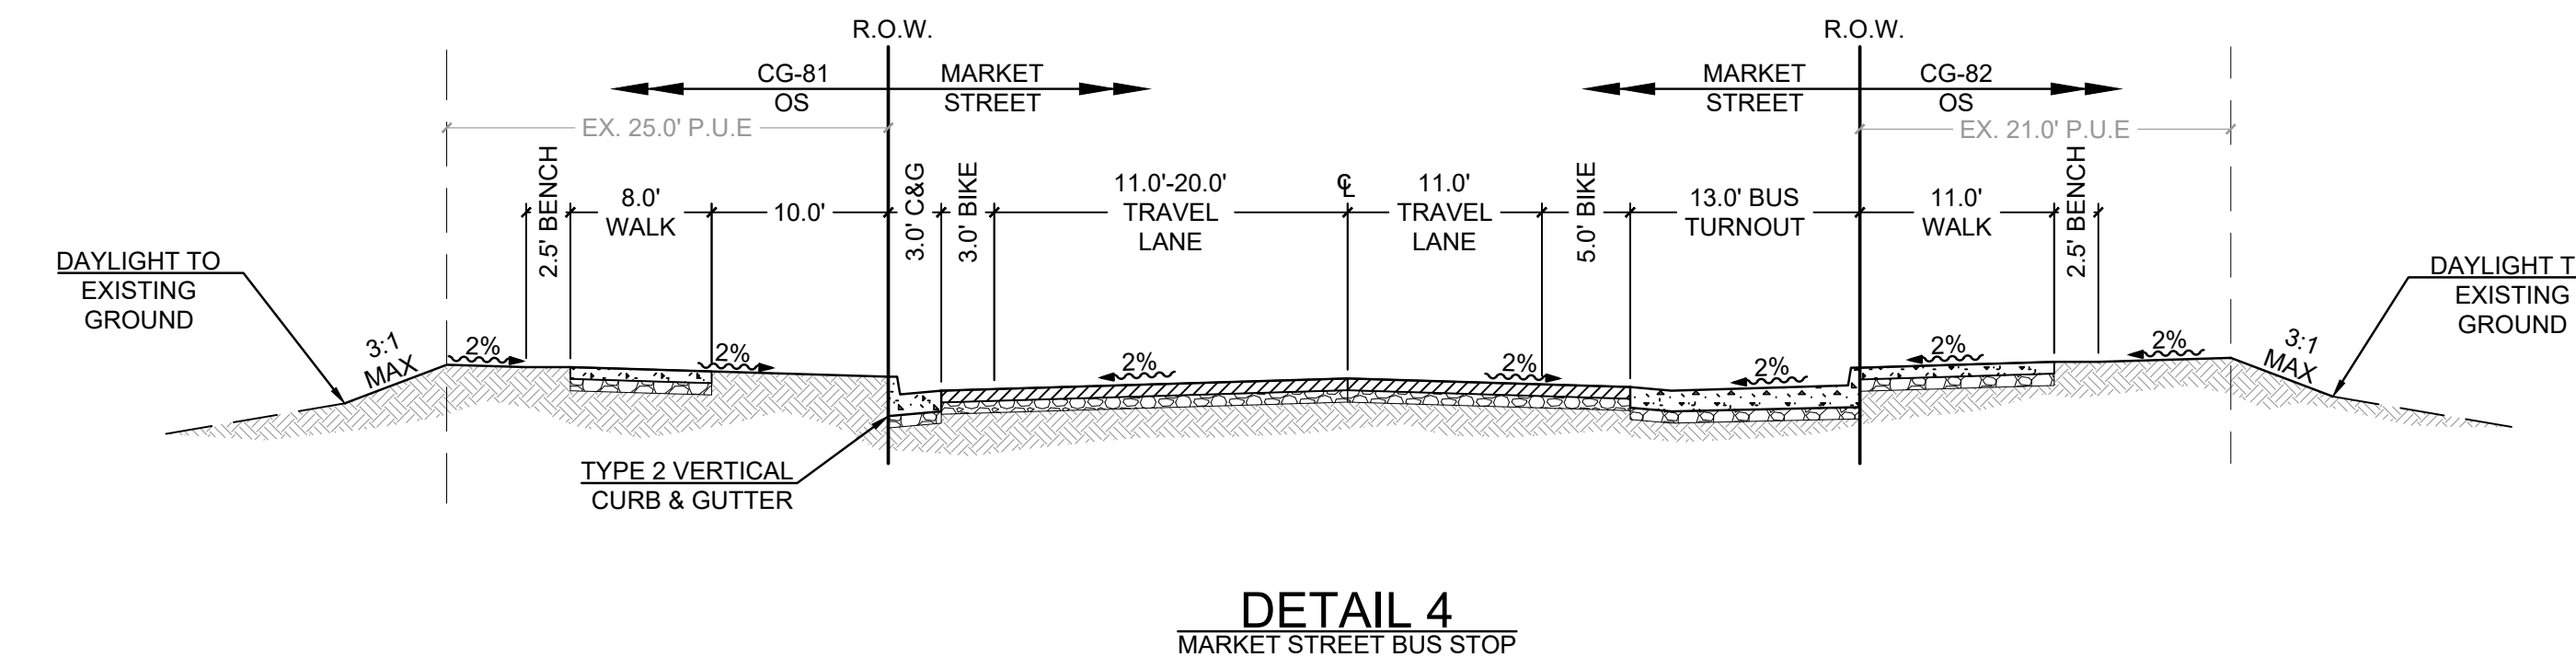 R.O.W.
R.O.W.
CG-81
OS
MARKET
STREET
MARKET
STREET
CG-82
OS
EX. 25.0' P.U.E
EX. 21.0' P.U.E
2.5' BENCH
8.0'
WALK
10.0'
3.0' C&G
3.0' BIKE
11.0'-20.0'
TRAVEL
LANE
℄
11.0'
TRAVEL
LANE
5.0' BIKE
13.0' BUS
TURNOUT
11.0'
WALK
2.5' BENCH
DAYLIGHT TO
EXISTING
GROUND
DAYLIGHT T
EXISTING
GROUND
3:1
MAX
2%
2%
2%
2%
2%
2%
2%
3:1
MAX
TYPE 2 VERTICAL
CURB & GUTTER
DETAIL 4
MARKET STREET BUS STOP